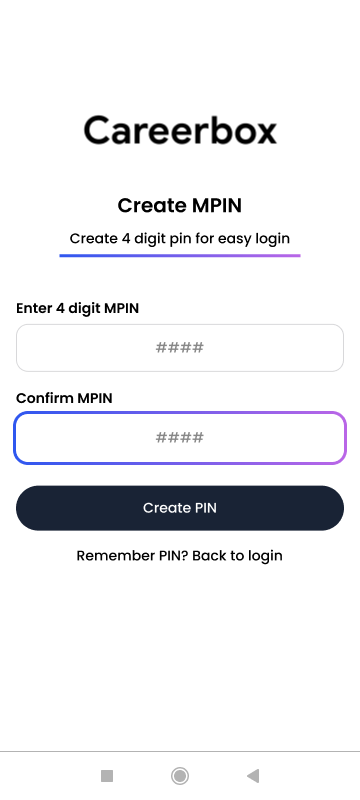 Careerbox
Create MPIN
Create 4 digit pin for easy login
Enter 4 digit MPIN
####
Confirm MPIN
####
Create PIN
Remember PIN? Back to login